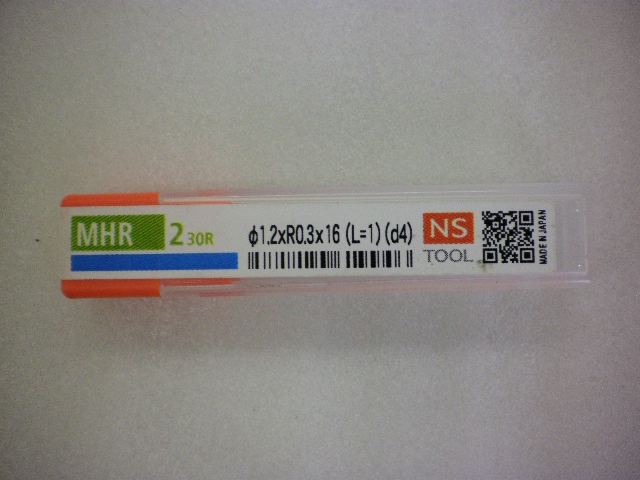 MHR 2 30R
φ1.2xR0.3x16 (L=1) (d4)
NS
TOOL
MADE IN JAPAN